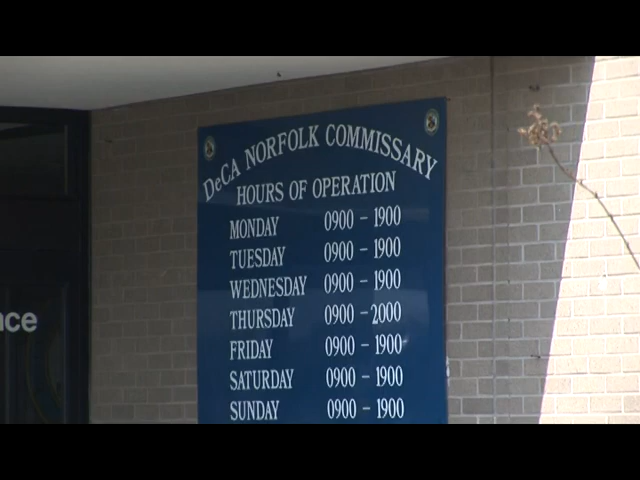 DeCA NORFOLK COMMISSARY
HOURS OF OPERATION
MONDAY 0900 - 1900
TUESDAY 0900 - 1900
WEDNESDAY 0900 - 1900
THURSDAY 0900 - 2000
FRIDAY 0900 - 1900
SATURDAY 0900 - 1900
SUNDAY 0900 - 1900
nce